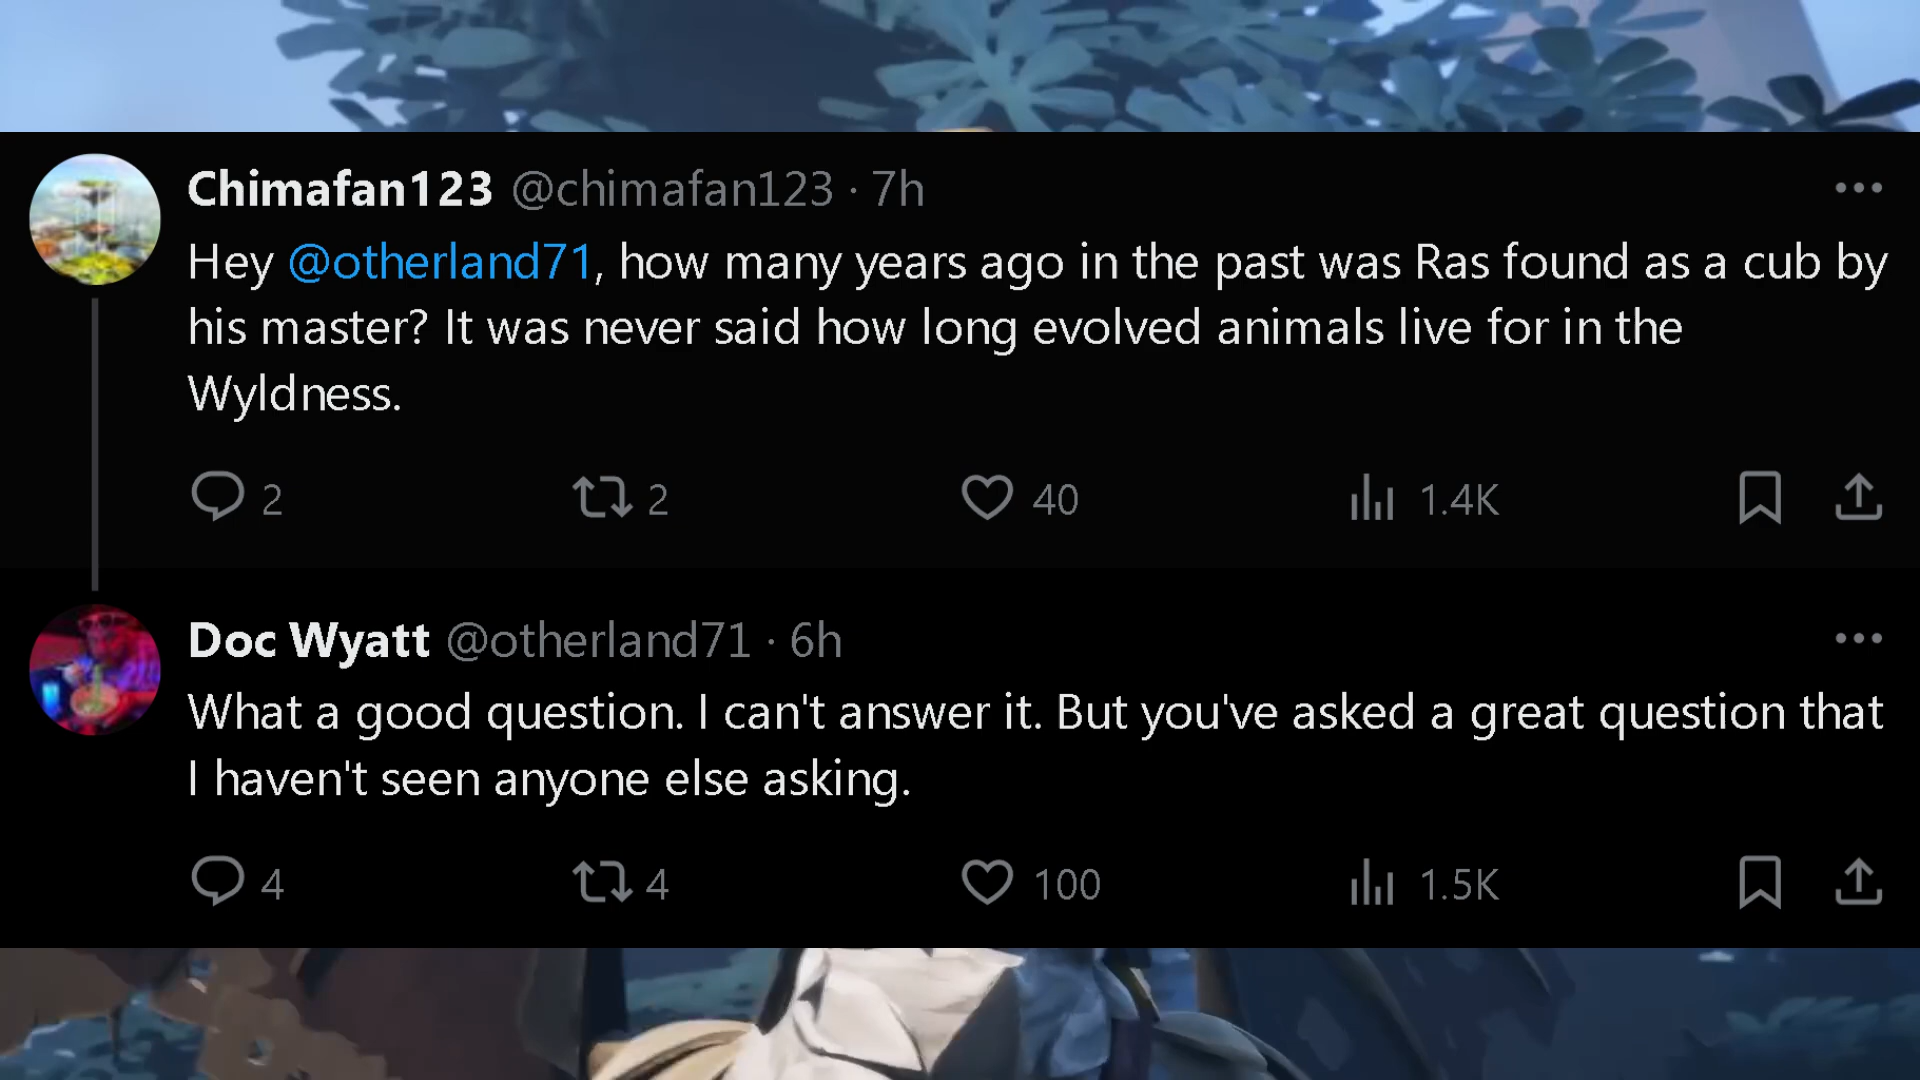 Chimafan123 @chimafan123 · 7h
Hey @otherland71, how many years ago in the past was Ras found as a cub by
his master? It was never said how long evolved animals live for in the
Wyldness.
2 2 40 1.4K
Doc Wyatt @otherland71 · 6h
What a good question. I can't answer it. But you've asked a great question that
I haven't seen anyone else asking.
4 4 100 1.5K